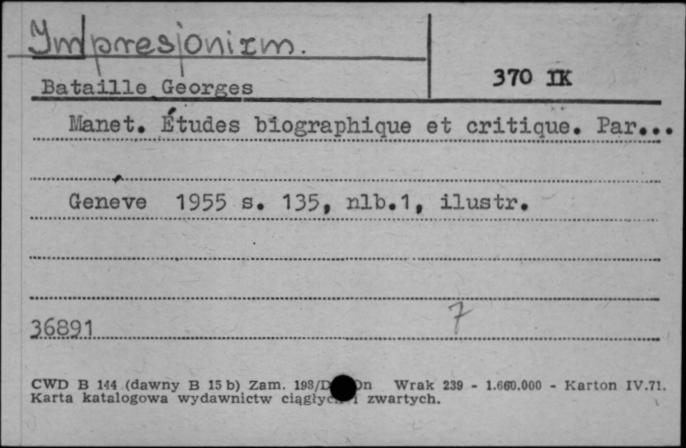 Impresjonizm.
Bataille Georges
370 IK
Manet. Études biographique et critique. Par...
Geneve 1955 s. 135, nlb.1, ilustr.
7
36891
CWD B 144 (dawny B 15 b) Zam. 198/D n Wrak 239 - 1.660.000 - Karton IV.71.
Karta katalogowa wydawnictw ciągłych i zwartych.